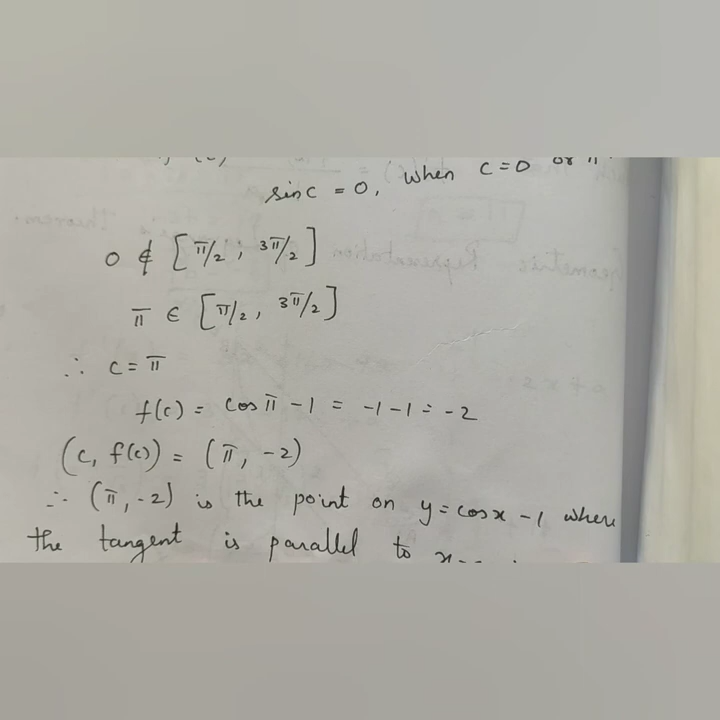 sin c = 0, when c = 0 or π
0 ∉ [π/2, 3π/2]
π ∈ [π/2, 3π/2]
∴ c = π
f(c) = cos π - 1 = -1 - 1 = -2
(c, f(c)) = (π, -2)
∴ (π, -2) is the point on y = cos x - 1 where
the tangent is parallel to